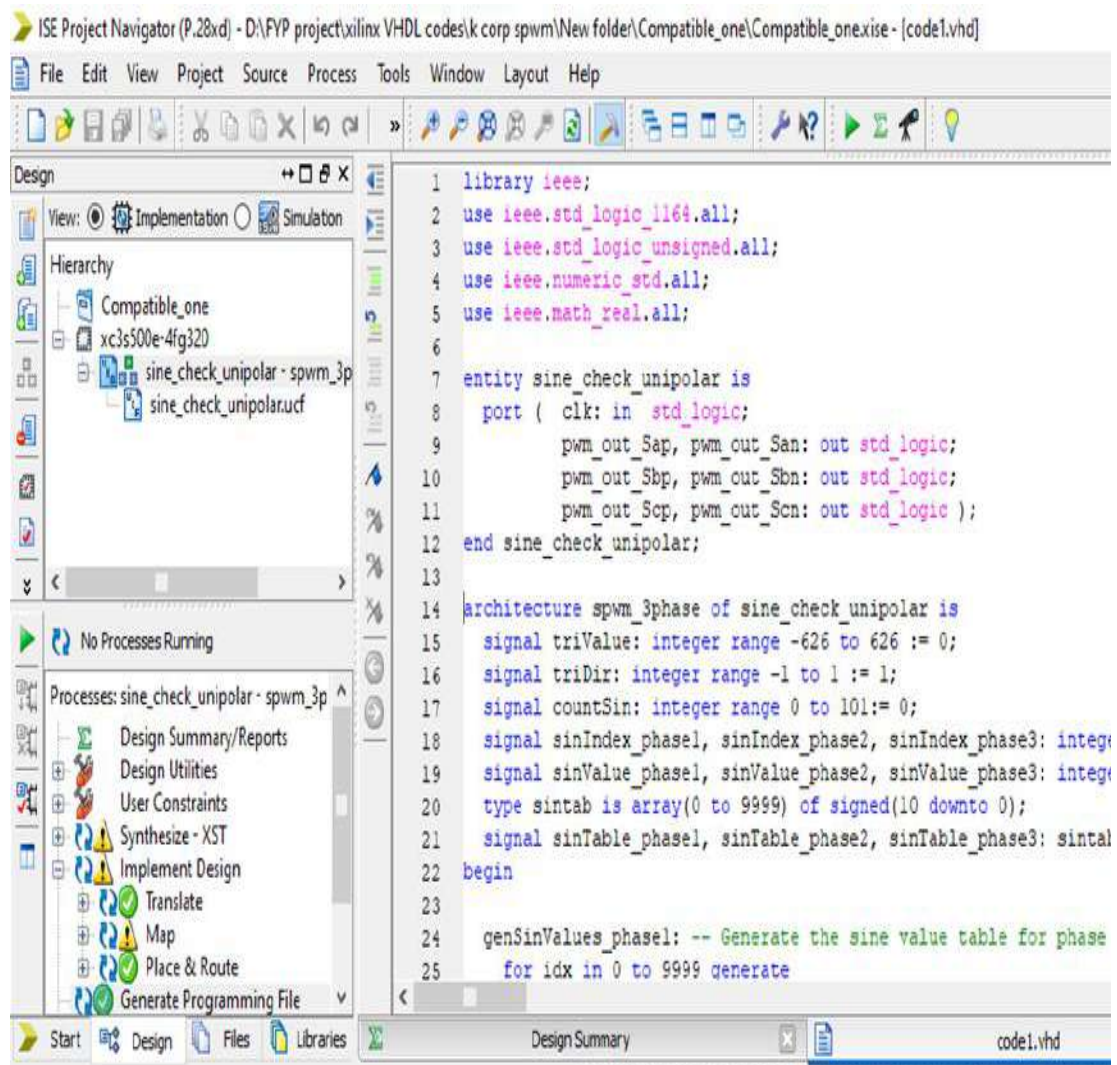 ISE Project Navigator (P.28xd) - D:\FYP project\xilinx VHDL codes\k corp spwm\New folder\Compatible_one\Compatible_one.xise - [code1.vhd]
File Edit View Project Source Process Tools Window Layout Help
Design
View: Implementation Simulation
Hierarchy
Compatible_one
xc3s500e-4fg320
sine_check_unipolar - spwm_3p
sine_check_unipolar.ucf
No Processes Running
Processes: sine_check_unipolar - spwm_3p
Design Summary/Reports
Design Utilities
User Constraints
Synthesize - XST
Implement Design
Translate
Map
Place & Route
Generate Programming File
Start Design Files Libraries
1 library ieee;
2 use ieee.std_logic_1164.all;
3 use ieee.std_logic_unsigned.all;
4 use ieee.numeric_std.all;
5 use ieee.math_real.all;
6
7 entity sine_check_unipolar is
8 port ( clk: in std_logic;
9 pwm_out_Sap, pwm_out_San: out std_logic;
10 pwm_out_Sbp, pwm_out_Sbn: out std_logic;
11 pwm_out_Scp, pwm_out_Scn: out std_logic );
12 end sine_check_unipolar;
13
14 architecture spwm_3phase of sine_check_unipolar is
15 signal triValue: integer range -626 to 626 := 0;
16 signal triDir: integer range -1 to 1 := 1;
17 signal countSin: integer range 0 to 101:= 0;
18 signal sinIndex_phase1, sinIndex_phase2, sinIndex_phase3: intege
19 signal sinValue_phase1, sinValue_phase2, sinValue_phase3: intege
20 type sintab is array(0 to 9999) of signed(10 downto 0);
21 signal sinTable_phase1, sinTable_phase2, sinTable_phase3: sintab
22 begin
23
24 genSinValues_phase1: -- Generate the sine value table for phase
25 for idx in 0 to 9999 generate
Design Summary
code1.vhd